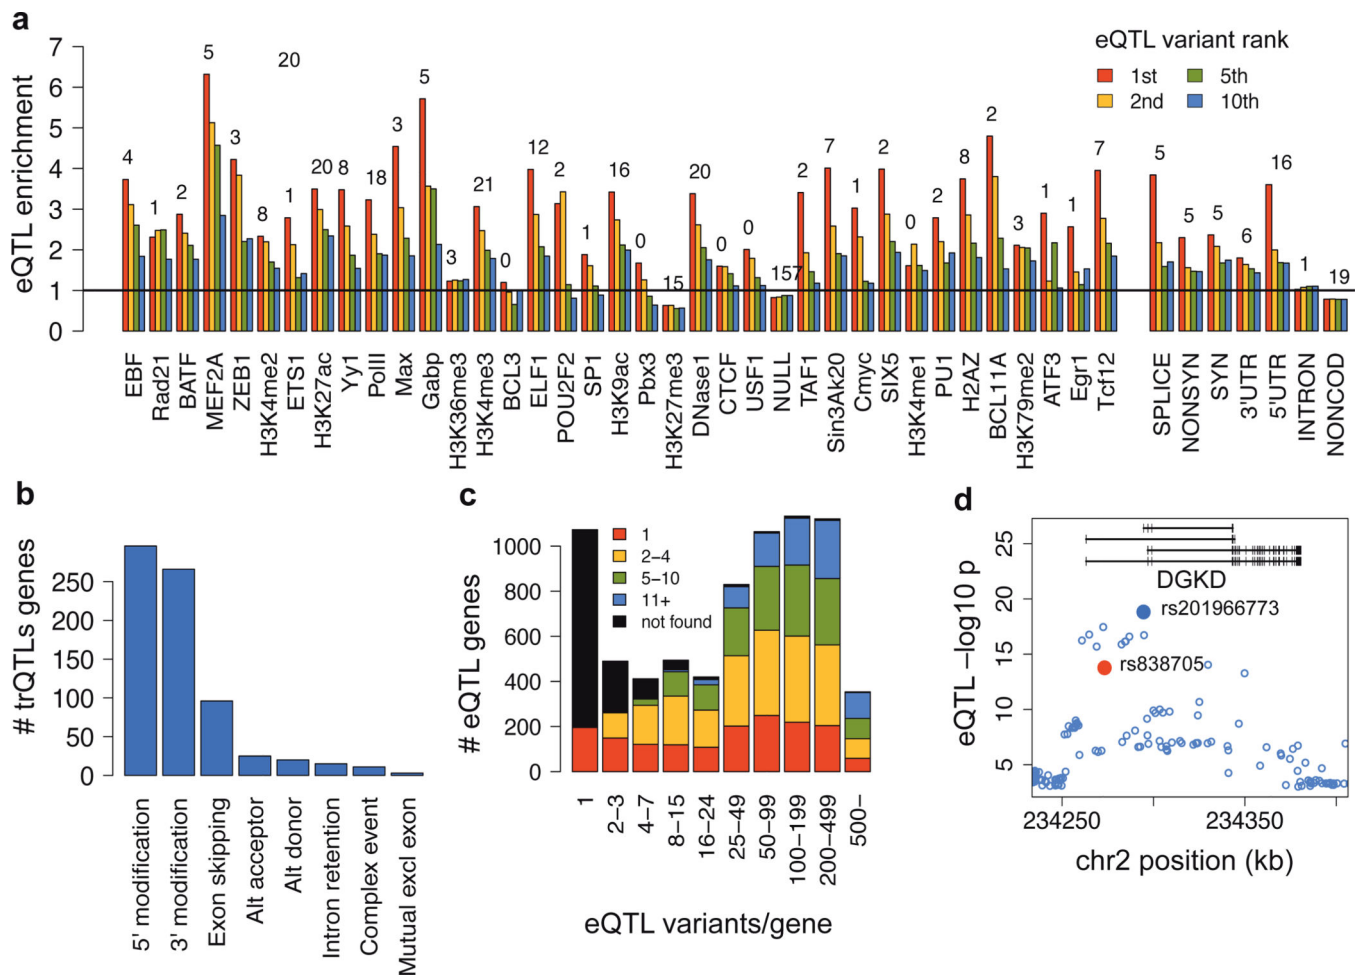 a
eQTL enrichment
7
6
5
4
3
2
1
0
eQTL variant rank
1st
2nd
5th
10th
4
1
2
5
3
8
1
20
20
8
18
3
5
3
21
0
12
2
1
16
0
15
20
0
0
157
2
7
1
2
0
2
8
2
3
1
1
7
5
5
5
6
16
1
19
EBF
Rad21
BATF
MEF2A
ZEB1
H3K4me2
ETS1
H3K27ac
Yy1
PolII
Max
Gabp
H3K36me3
H3K4me3
BCL3
ELF1
POU2F2
SP1
H3K9ac
Pbx3
H3K27me3
DNase1
CTCF
USF1
NULL
TAF1
Sin3Ak20
Cmyc
SIX5
H3K4me1
PU1
H2AZ
BCL11A
H3K79me2
ATF3
Egr1
Tcf12
SPLICE
NONSYN
SYN
3'UTR
5'UTR
INTRON
NONCOD
b
# trQTLs genes
250
200
150
100
50
0
5' modification
3' modification
Exon skipping
Alt acceptor
Alt donor
Intron retention
Complex event
Mutual excl exon
c
# eQTL genes
1000
800
600
400
200
0
1
2–4
5–10
11+
not found
1
2–3
4–7
8–15
16–24
25–49
50–99
100–199
200–499
500–
eQTL variants/gene
d
eQTL –log10 p
25
20
15
10
5
DGKD
rs201966773
rs838705
234250
234350
chr2 position (kb)